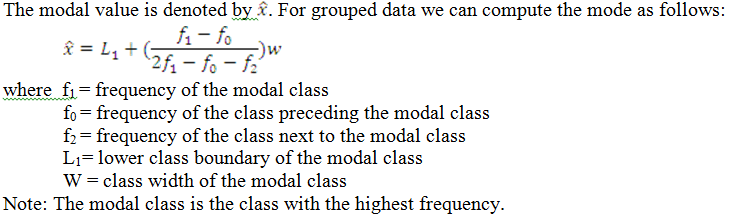 The modal value is denoted by x̂. For grouped data we can compute the mode as follows:
x̂ = L₁ + (f₁ − f₀ / 2f₁ − f₀ − f₂)w
where f₁= frequency of the modal class
f₀= frequency of the class preceding the modal class
f₂= frequency of the class next to the modal class
L₁= lower class boundary of the modal class
W = class width of the modal class
Note: The modal class is the class with the highest frequency.